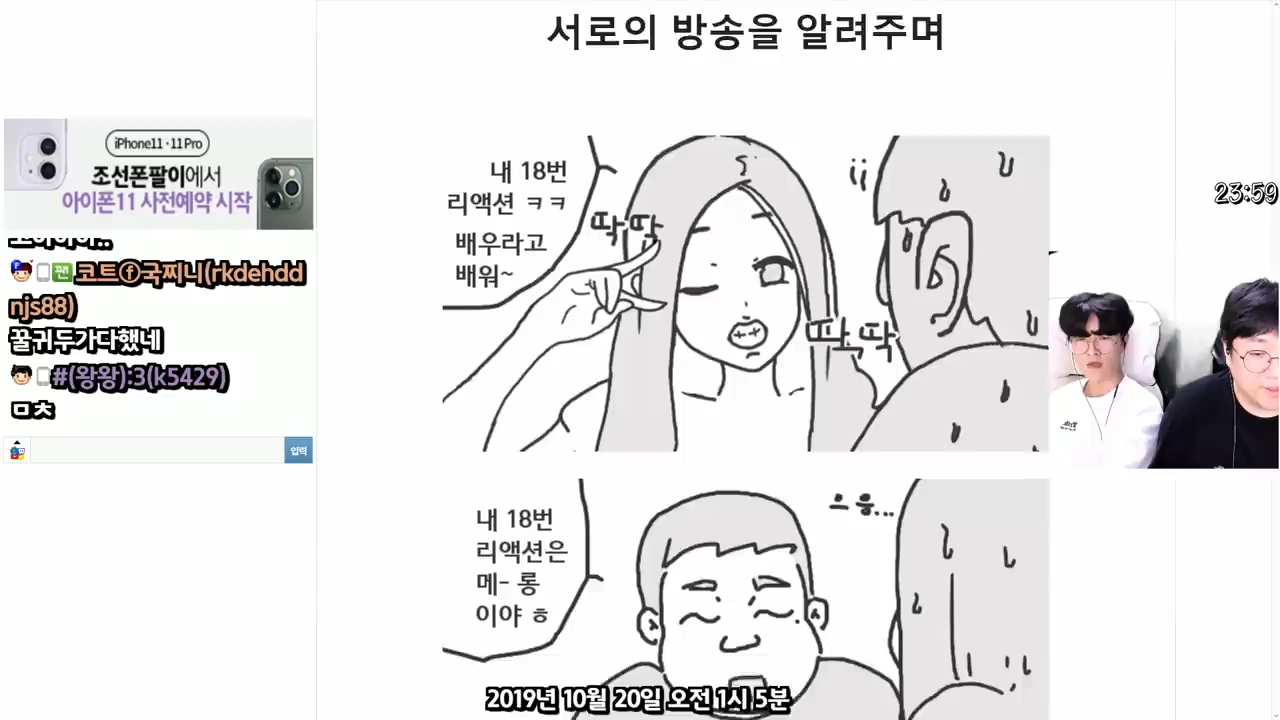 서로의 방송을 알려주며
iPhone11·11Pro
조선폰팔이에서
아이폰11 사전예약 시작
코트ⓕ국찌니(rkdehdd
njs88)
꿀귀두가다했네
#(왕왕):3(k5429)
ㅁㅊ
입력
내 18번
리액션 ㅋㅋ
배우라고
배워~
딱딱
딱딱
23:59
내 18번
리액션은
메- 롱
이야 ㅎ
으 응...
2019년 10월 20일 오전 1시 5분